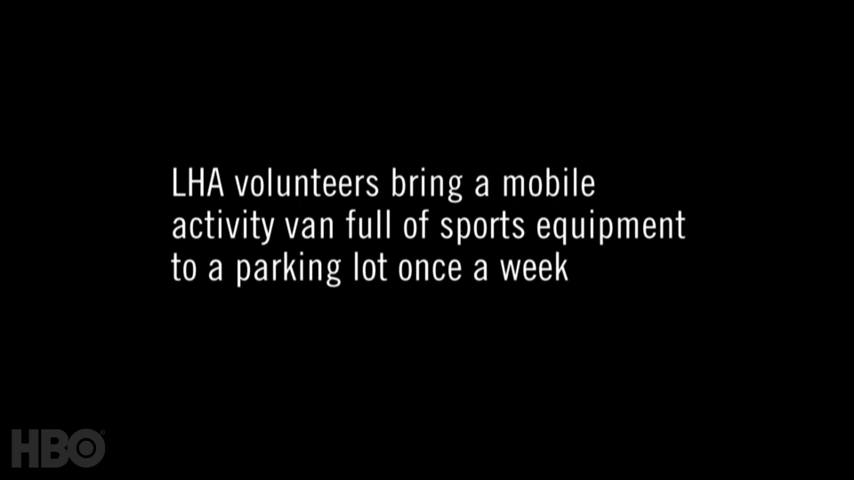 LHA volunteers bring a mobile
activity van full of sports equipment
to a parking lot once a week
HBO